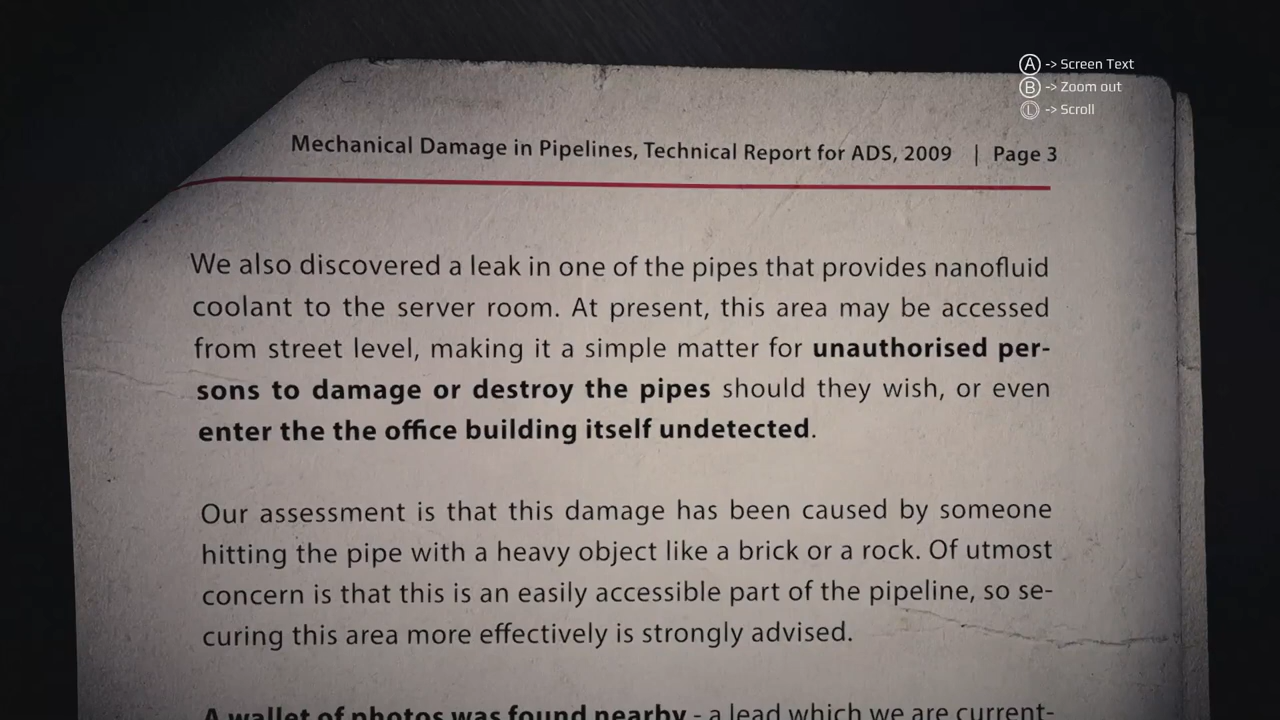 A -> Screen Text
B -> Zoom out
L -> Scroll
Mechanical Damage in Pipelines, Technical Report for ADS, 2009 | Page 3
We also discovered a leak in one of the pipes that provides nanofluid
coolant to the server room. At present, this area may be accessed
from street level, making it a simple matter for unauthorised per-
sons to damage or destroy the pipes should they wish, or even
enter the the office building itself undetected.
Our assessment is that this damage has been caused by someone
hitting the pipe with a heavy object like a brick or a rock. Of utmost
concern is that this is an easily accessible part of the pipeline, so se-
curing this area more effectively is strongly advised.
A wallet of photos was found nearby - a lead which we are current-